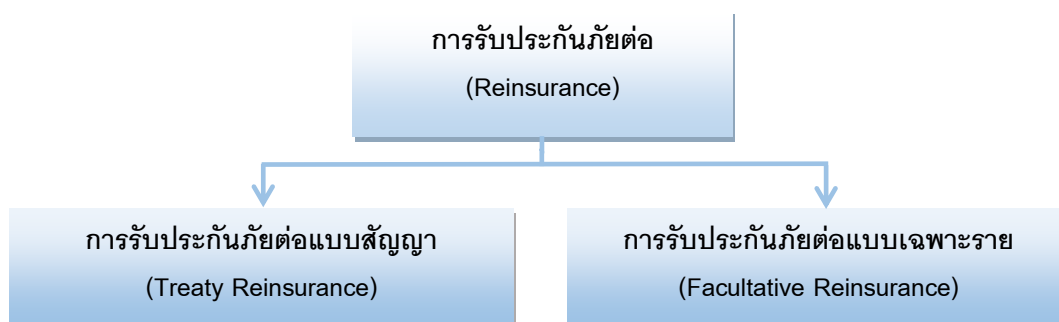 การรับประกันภัยต่อ
(Reinsurance)
การรับประกันภัยต่อแบบสัญญา
(Treaty Reinsurance)
การรับประกันภัยต่อแบบเฉพาะราย
(Facultative Reinsurance)